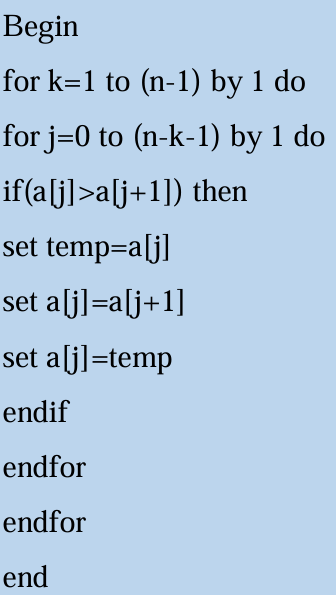 Begin
for k=1 to (n-1) by 1 do
for j=0 to (n-k-1) by 1 do
if(a[j]>a[j+1]) then
set temp=a[j]
set a[j]=a[j+1]
set a[j]=temp
endif
endfor
endfor
end